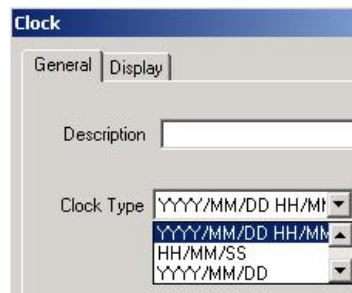 Clock
General Display
Description
Clock Type YYYY/MM/DD HH/M
YYYY/MM/DD HH/MM
HH/MM/SS
YYYY/MM/DD